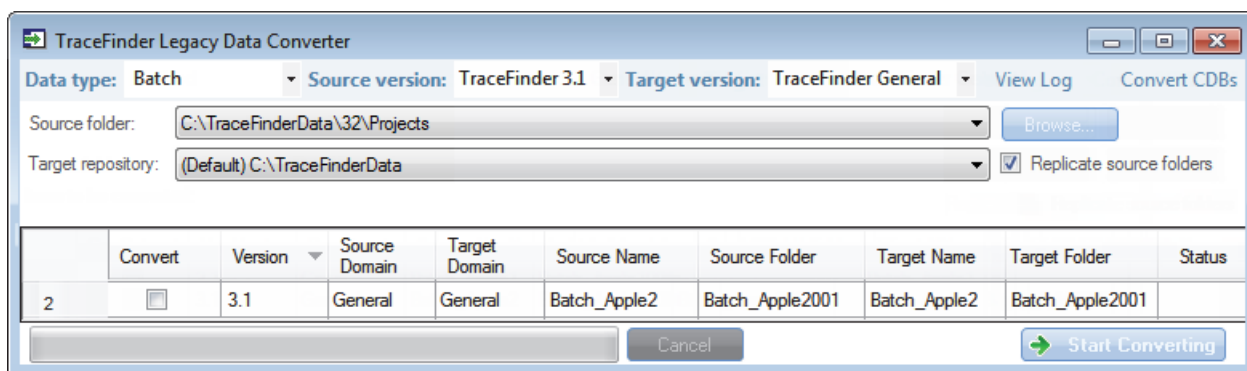 TraceFinder Legacy Data Converter
Data type: Batch Source version: TraceFinder 3.1 Target version: TraceFinder General View Log Convert CDBs
Source folder: C:\TraceFinderData\32\Projects Browse...
Target repository: (Default) C:\TraceFinderData Replicate source folders
Convert Version Source Domain Target Domain Source Name Source Folder Target Name Target Folder Status
2 3.1 General General Batch_Apple2 Batch_Apple2001 Batch_Apple2 Batch_Apple2001
Cancel Start Converting